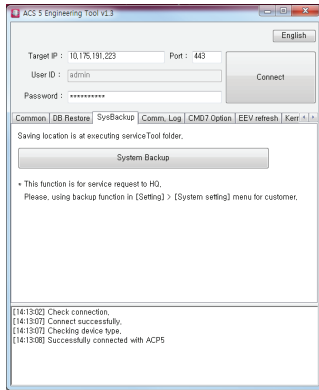 ACS 5 Engineering Tool v1.3
English
Target IP : 10,175,191,223 Port : 443
User ID : admin
Connect
Password : **********
Common DB Restore SysBackup Comm, Log CMD7 Option EEV refresh Kerr
Saving location is at executing serviceTool folder,
System Backup
* This function is for service request to HQ,
Please, using backup function in [Setting] > [System setting] menu for customer,
[14:13:02] Check connection,
[14:13:07] Connect successfully,
[14:13:07] Checking device type,
[14:13:08] Successfully connected with ACP5